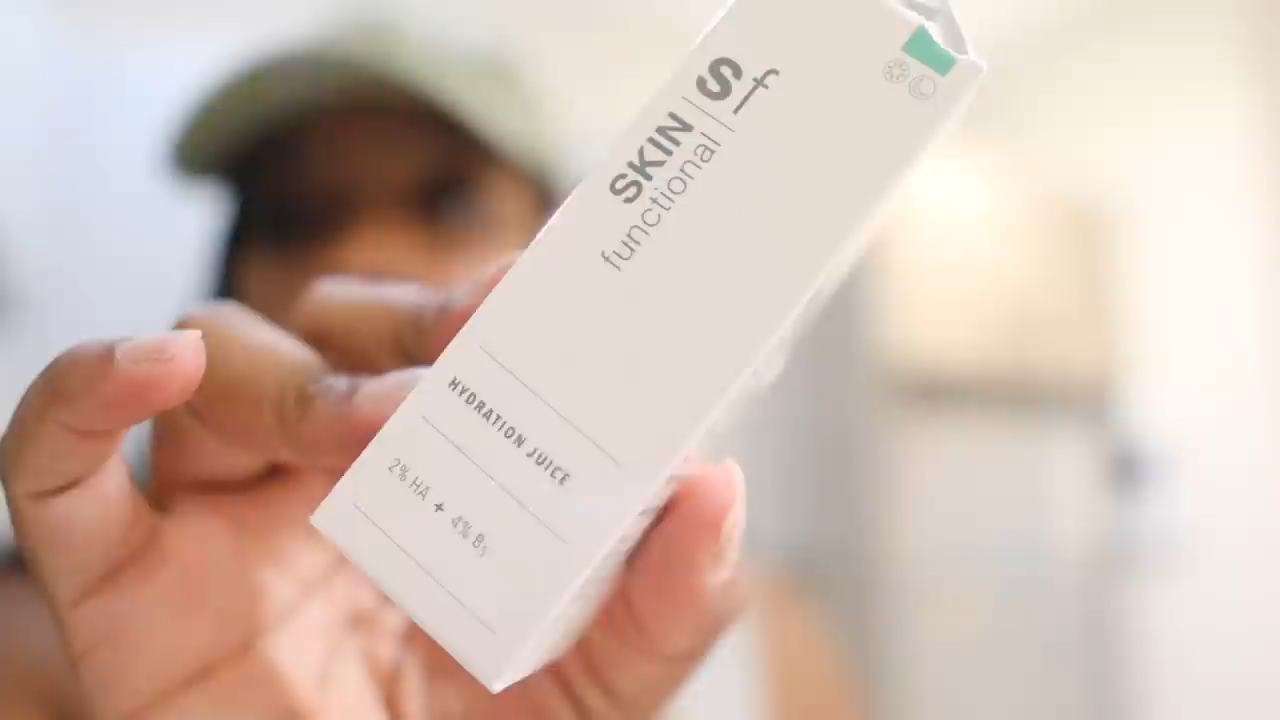 SKIN
functional
Sf
HYDRATION JUICE
2% HA + 4% B5